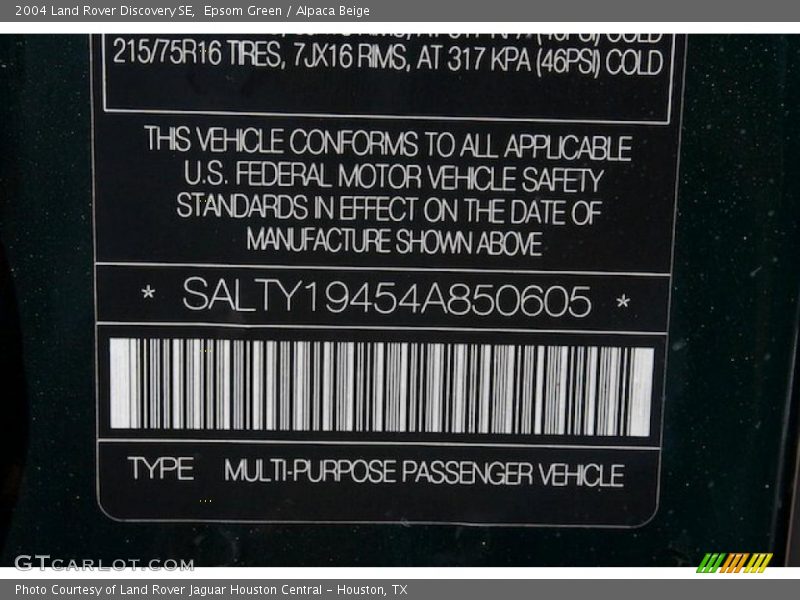 2004 Land Rover Discovery SE, Epsom Green / Alpaca Beige
215/75R16 TIRES, 7JX16 RIMS, AT 317 KPA (46PSI) COLD
THIS VEHICLE CONFORMS TO ALL APPLICABLE
U.S. FEDERAL MOTOR VEHICLE SAFETY
STANDARDS IN EFFECT ON THE DATE OF
MANUFACTURE SHOWN ABOVE
* SALTY19454A850605 *
TYPE MULTI-PURPOSE PASSENGER VEHICLE
GTCARLOT.COM
Photo Courtesy of Land Rover Jaguar Houston Central - Houston, TX